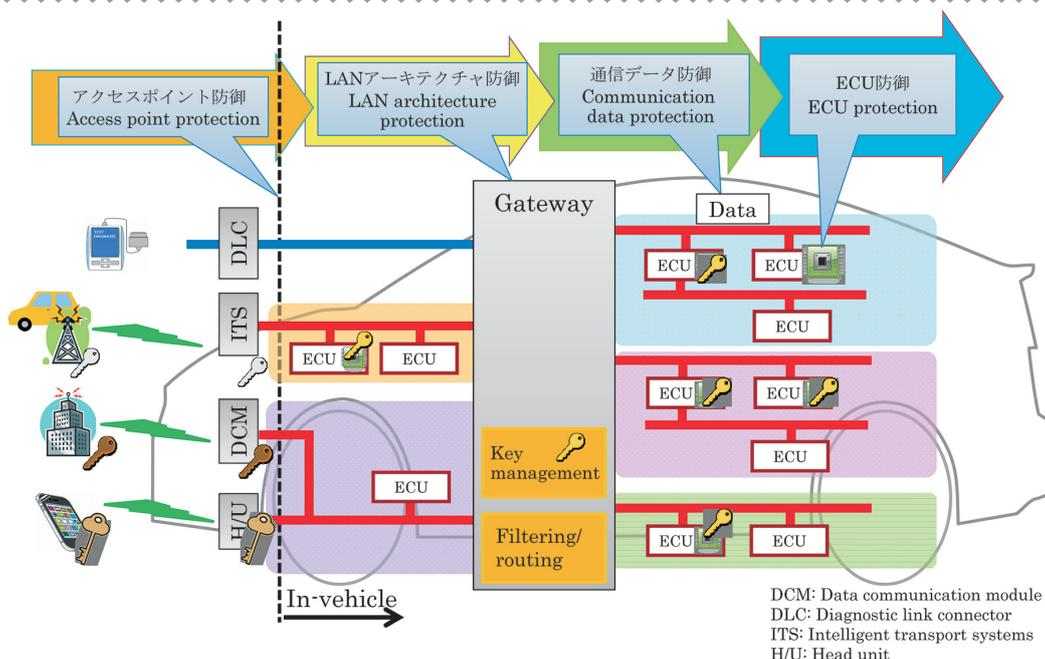 アクセスポイント防御
Access point protection
LANアーキテクチャ防御
LAN architecture
protection
通信データ防御
Communication
data protection
ECU防御
ECU protection
Gateway
Data
DLC
ECU
ECU
ECU
ITS
ECU
ECU
ECU
ECU
ECU
DCM
Key
management
ECU
H/U
Filtering/
routing
ECU
ECU
In-vehicle
DCM: Data communication module
DLC: Diagnostic link connector
ITS: Intelligent transport systems
H/U: Head unit